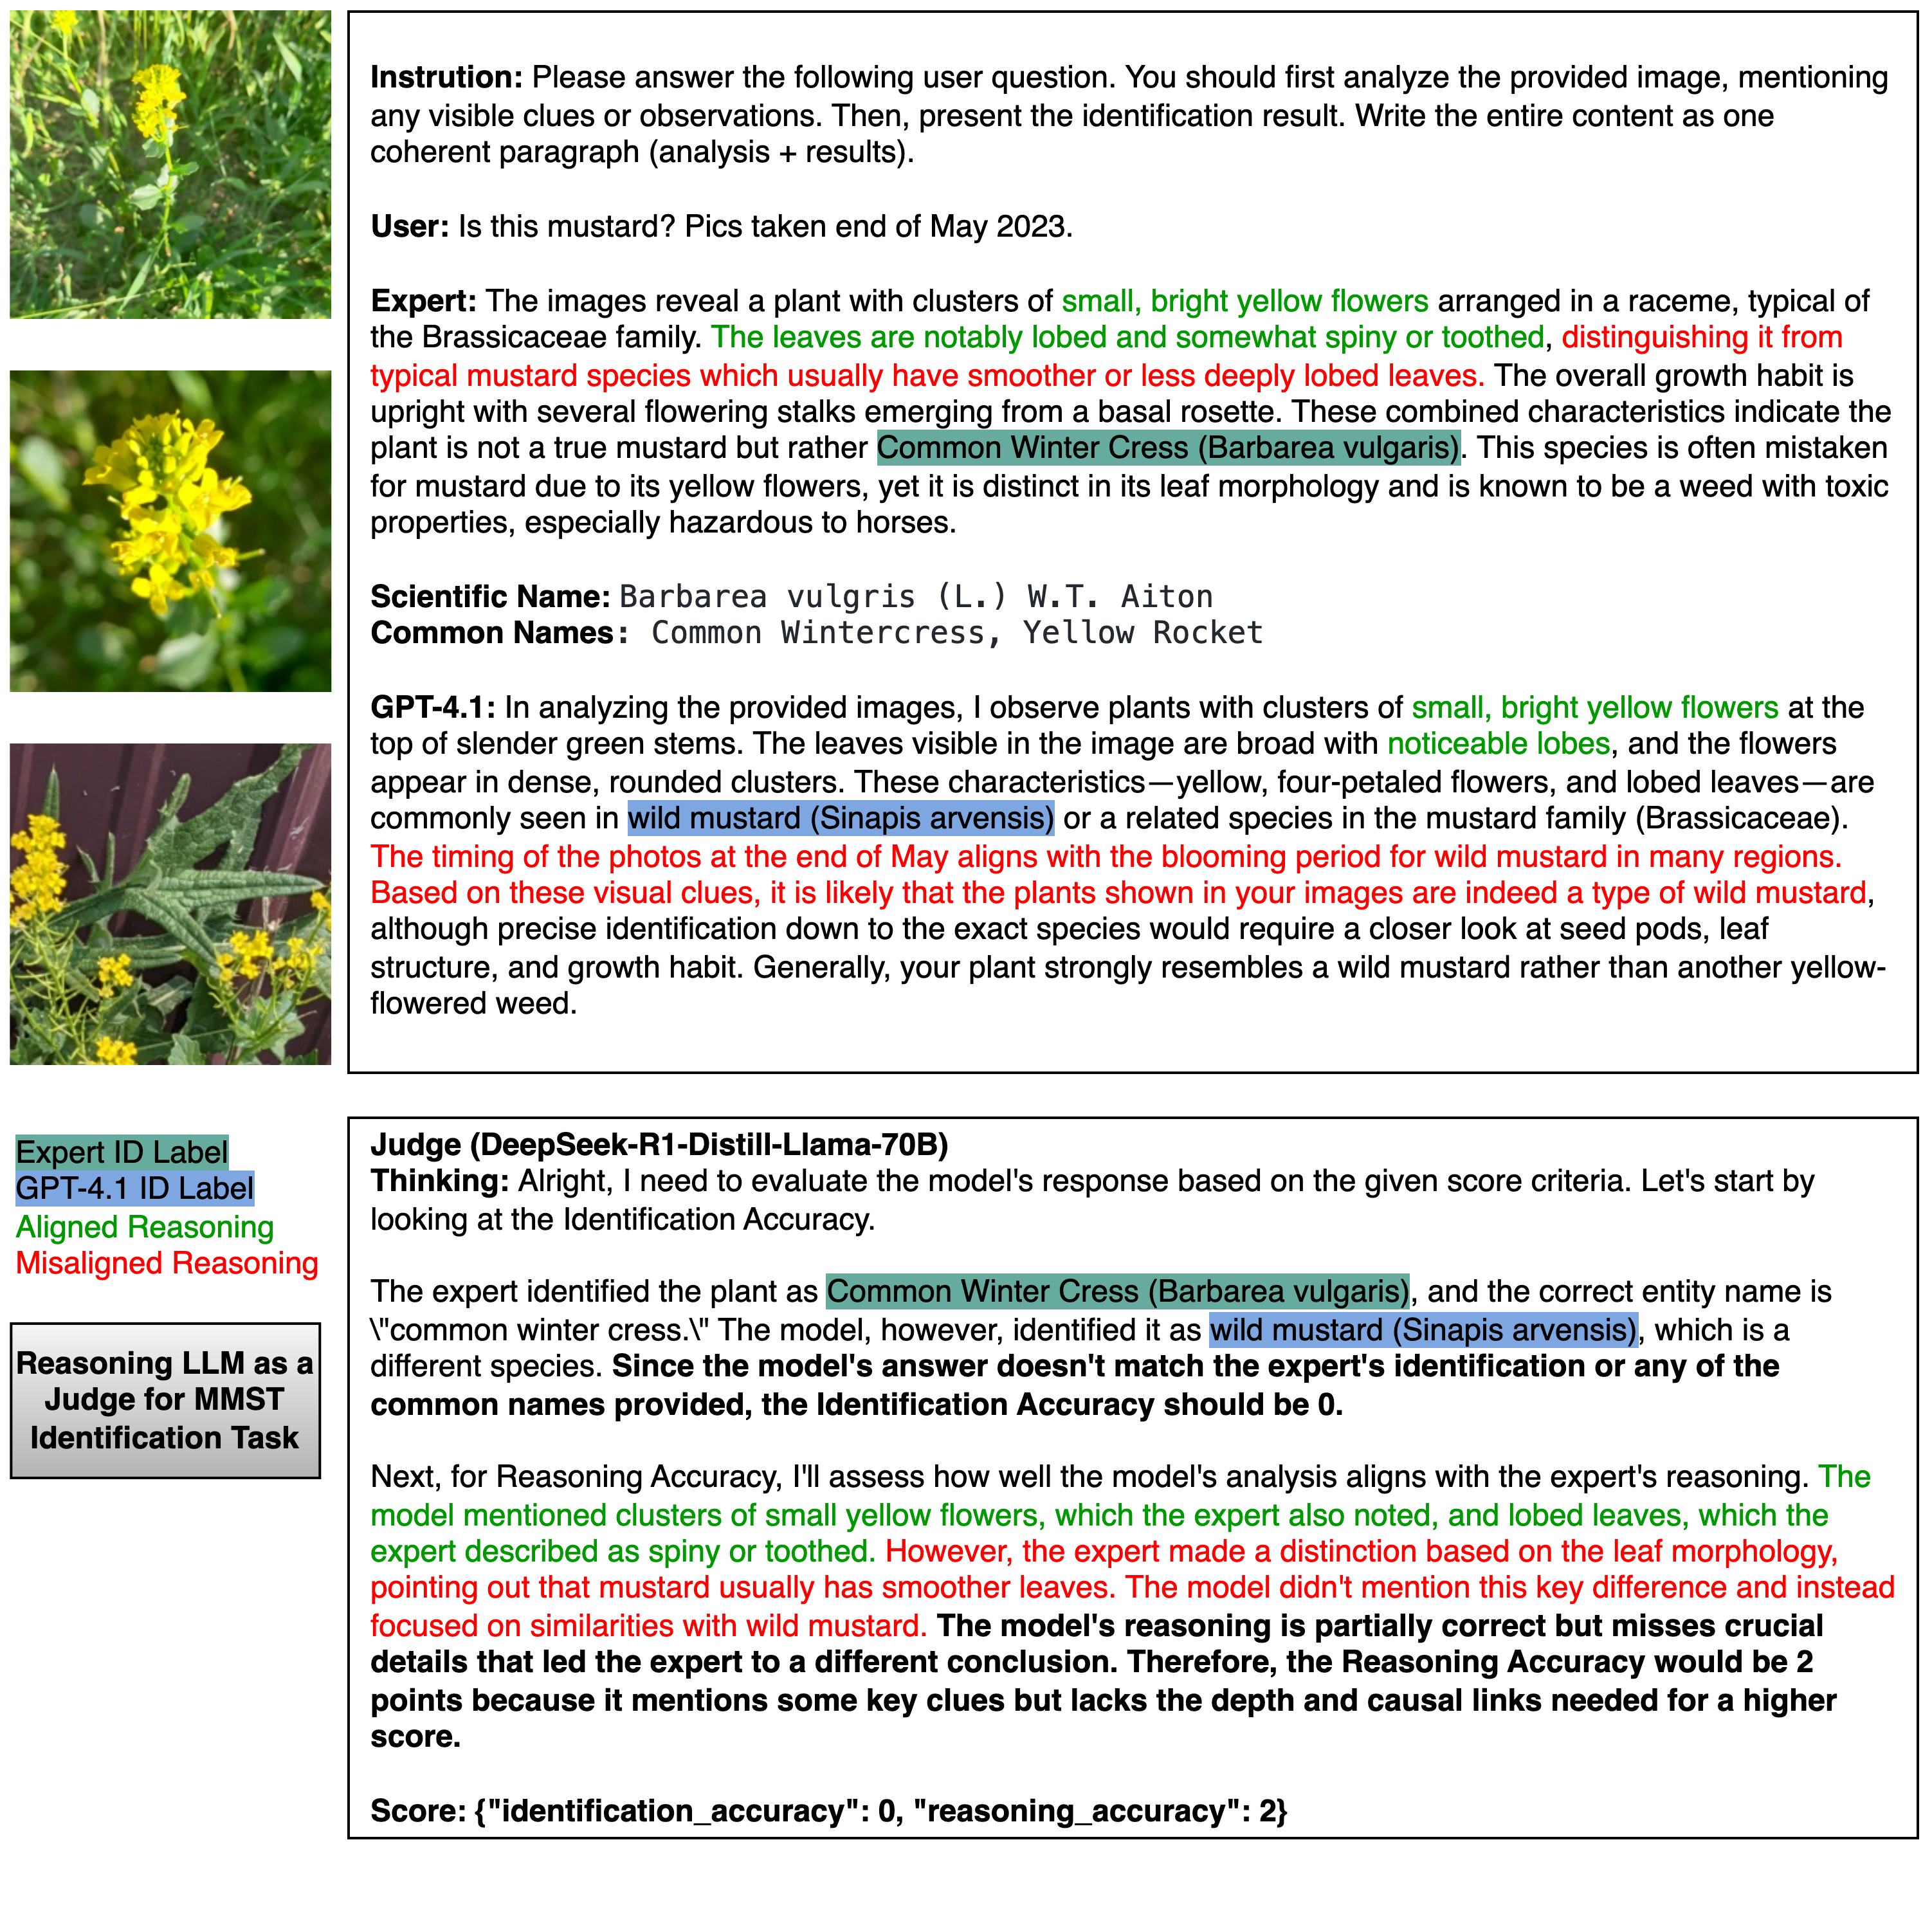 Instrution: Please answer the following user question. You should first analyze the provided image, mentioning
any visible clues or observations. Then, present the identification result. Write the entire content as one
coherent paragraph (analysis + results).
User: Is this mustard? Pics taken end of May 2023.
Expert: The images reveal a plant with clusters of small, bright yellow flowers arranged in a raceme, typical of
the Brassicaceae family. The leaves are notably lobed and somewhat spiny or toothed, distinguishing it from
typical mustard species which usually have smoother or less deeply lobed leaves. The overall growth habit is
upright with several flowering stalks emerging from a basal rosette. These combined characteristics indicate the
plant is not a true mustard but rather Common Winter Cress (Barbarea vulgaris). This species is often mistaken
for mustard due to its yellow flowers, yet it is distinct in its leaf morphology and is known to be a weed with toxic
properties, especially hazardous to horses.
Scientific Name: Barbarea vulgris (L.) W.T. Aiton
Common Names: Common Wintercress, Yellow Rocket
GPT-4.1: In analyzing the provided images, I observe plants with clusters of small, bright yellow flowers at the
top of slender green stems. The leaves visible in the image are broad with noticeable lobes, and the flowers
appear in dense, rounded clusters. These characteristics—yellow, four-petaled flowers, and lobed leaves—are
commonly seen in wild mustard (Sinapis arvensis) or a related species in the mustard family (Brassicaceae).
The timing of the photos at the end of May aligns with the blooming period for wild mustard in many regions.
Based on these visual clues, it is likely that the plants shown in your images are indeed a type of wild mustard,
although precise identification down to the exact species would require a closer look at seed pods, leaf
structure, and growth habit. Generally, your plant strongly resembles a wild mustard rather than another yellow-
flowered weed.
Expert ID Label
GPT-4.1 ID Label
Aligned Reasoning
Misaligned Reasoning
Reasoning LLM as a
Judge for MMST
Identification Task
Judge (DeepSeek-R1-Distill-Llama-70B)
Thinking: Alright, I need to evaluate the model's response based on the given score criteria. Let's start by
looking at the Identification Accuracy.
The expert identified the plant as Common Winter Cress (Barbarea vulgaris), and the correct entity name is
\"common winter cress.\" The model, however, identified it as wild mustard (Sinapis arvensis), which is a
different species. Since the model's answer doesn't match the expert's identification or any of the
common names provided, the Identification Accuracy should be 0.
Next, for Reasoning Accuracy, I'll assess how well the model's analysis aligns with the expert's reasoning. The
model mentioned clusters of small yellow flowers, which the expert also noted, and lobed leaves, which the
expert described as spiny or toothed. However, the expert made a distinction based on the leaf morphology,
pointing out that mustard usually has smoother leaves. The model didn't mention this key difference and instead
focused on similarities with wild mustard. The model's reasoning is partially correct but misses crucial
details that led the expert to a different conclusion. Therefore, the Reasoning Accuracy would be 2
points because it mentions some key clues but lacks the depth and causal links needed for a higher
score.
Score: {"identification_accuracy": 0, "reasoning_accuracy": 2}